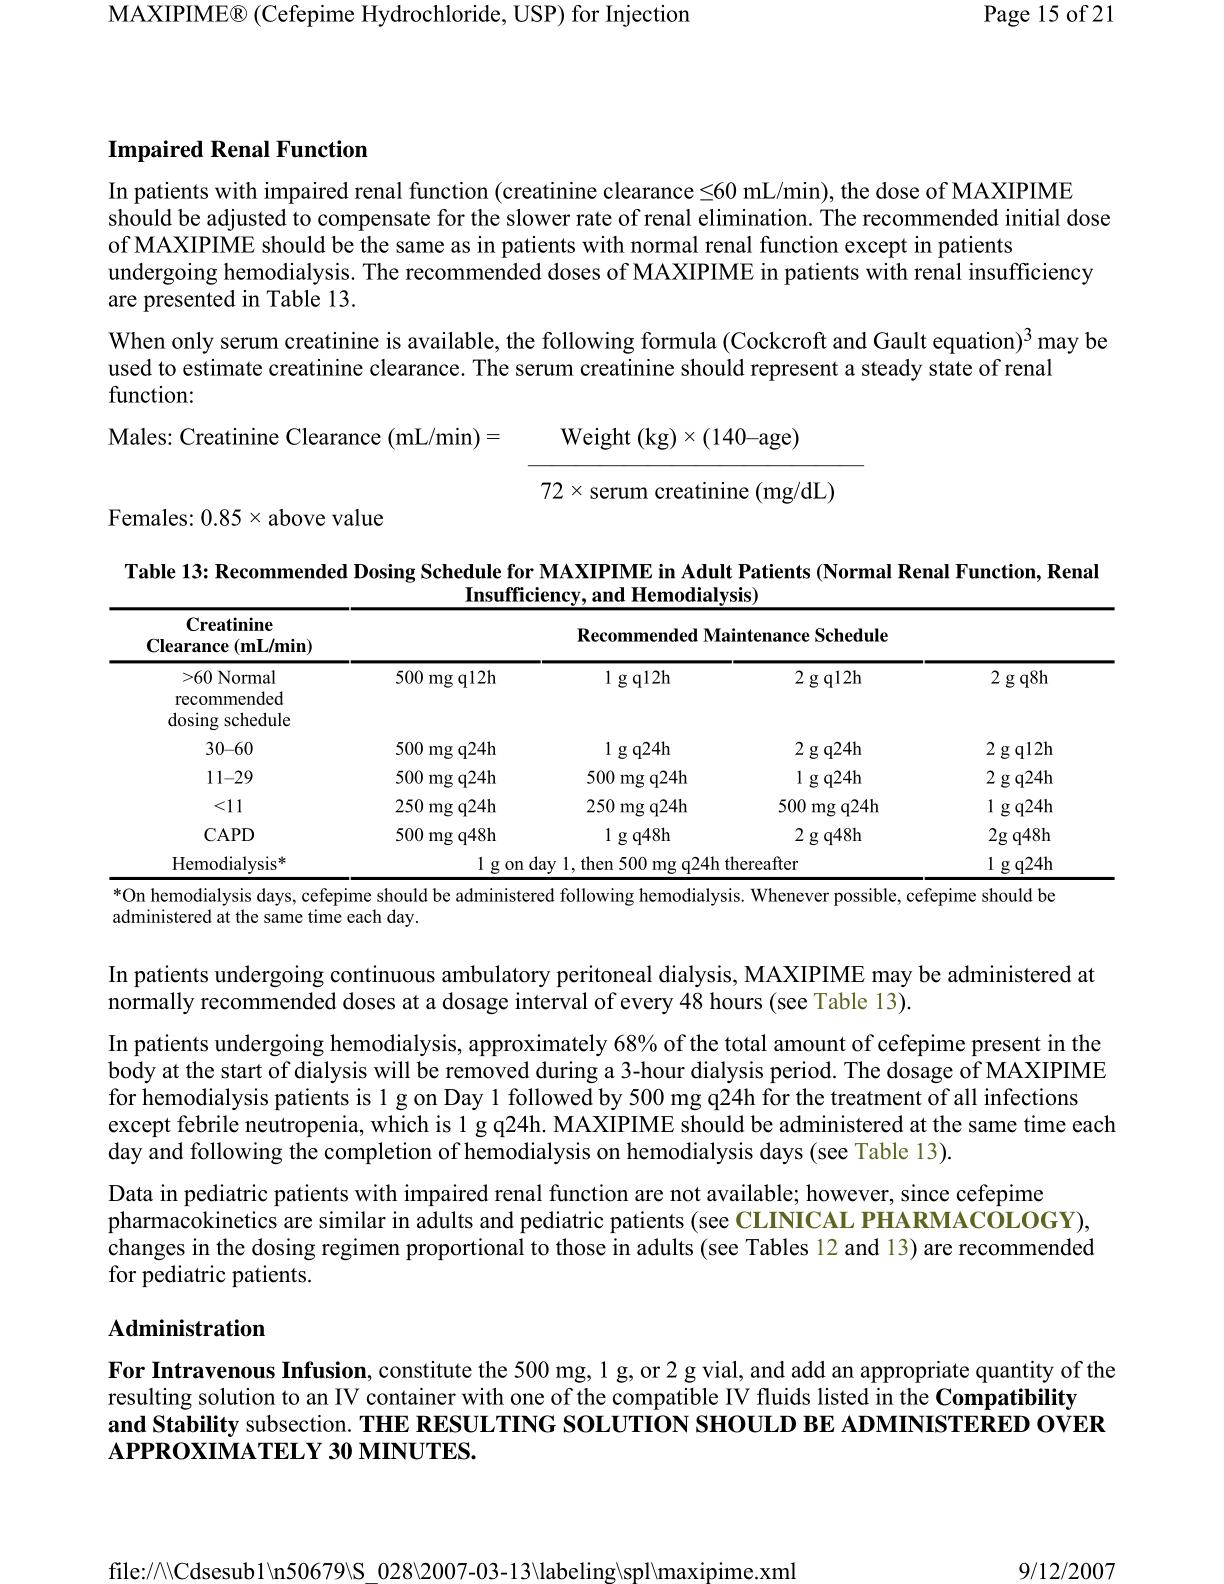 MAXIPIME® (Cefepime Hydrochloride, USP) for Injection Page 15 of 21
Impaired Renal Function
In patients with impaired renal function (creatinine clearance ≤60 mL/min), the dose of MAXIPIME
should be adjusted to compensate for the slower rate of renal elimination. The recommended initial dose
of MAXIPIME should be the same as in patients with normal renal function except in patients
undergoing hemodialysis. The recommended doses of MAXIPIME in patients with renal insufficiency
are presented in Table 13.
When only serum creatinine is available, the following formula (Cockcroft and Gault equation)3 may be
used to estimate creatinine clearance. The serum creatinine should represent a steady state of renal
function:
Males: Creatinine Clearance (mL/min) = Weight (kg) × (140–age)
72 × serum creatinine (mg/dL)
Females: 0.85 × above value
Table 13: Recommended Dosing Schedule for MAXIPIME in Adult Patients (Normal Renal Function, Renal
Insufficiency, and Hemodialysis)
Creatinine
Clearance (mL/min) Recommended Maintenance Schedule
>60 Normal 500 mg q12h 1 g q12h 2 g q12h 2 g q8h
recommended
dosing schedule
30–60 500 mg q24h 1 g q24h 2 g q24h 2 g q12h
11–29 500 mg q24h 500 mg q24h 1 g q24h 2 g q24h
<11 250 mg q24h 250 mg q24h 500 mg q24h 1 g q24h
CAPD 500 mg q48h 1 g q48h 2 g q48h 2g q48h
Hemodialysis* 1 g on day 1, then 500 mg q24h thereafter 1 g q24h
*On hemodialysis days, cefepime should be administered following hemodialysis. Whenever possible, cefepime should be
administered at the same time each day.
In patients undergoing continuous ambulatory peritoneal dialysis, MAXIPIME may be administered at
normally recommended doses at a dosage interval of every 48 hours (see Table 13).
In patients undergoing hemodialysis, approximately 68% of the total amount of cefepime present in the
body at the start of dialysis will be removed during a 3-hour dialysis period. The dosage of MAXIPIME
for hemodialysis patients is 1 g on Day 1 followed by 500 mg q24h for the treatment of all infections
except febrile neutropenia, which is 1 g q24h. MAXIPIME should be administered at the same time each
day and following the completion of hemodialysis on hemodialysis days (see Table 13).
Data in pediatric patients with impaired renal function are not available; however, since cefepime
pharmacokinetics are similar in adults and pediatric patients (see CLINICAL PHARMACOLOGY),
changes in the dosing regimen proportional to those in adults (see Tables 12 and 13) are recommended
for pediatric patients.
Administration
For Intravenous Infusion, constitute the 500 mg, 1 g, or 2 g vial, and add an appropriate quantity of the
resulting solution to an IV container with one of the compatible IV fluids listed in the Compatibility
and Stability subsection. THE RESULTING SOLUTION SHOULD BE ADMINISTERED OVER
APPROXIMATELY 30 MINUTES.
file://\\Cdsesub1\n50679\S_028\2007-03-13\labeling\spl\maxipime.xml 9/12/2007